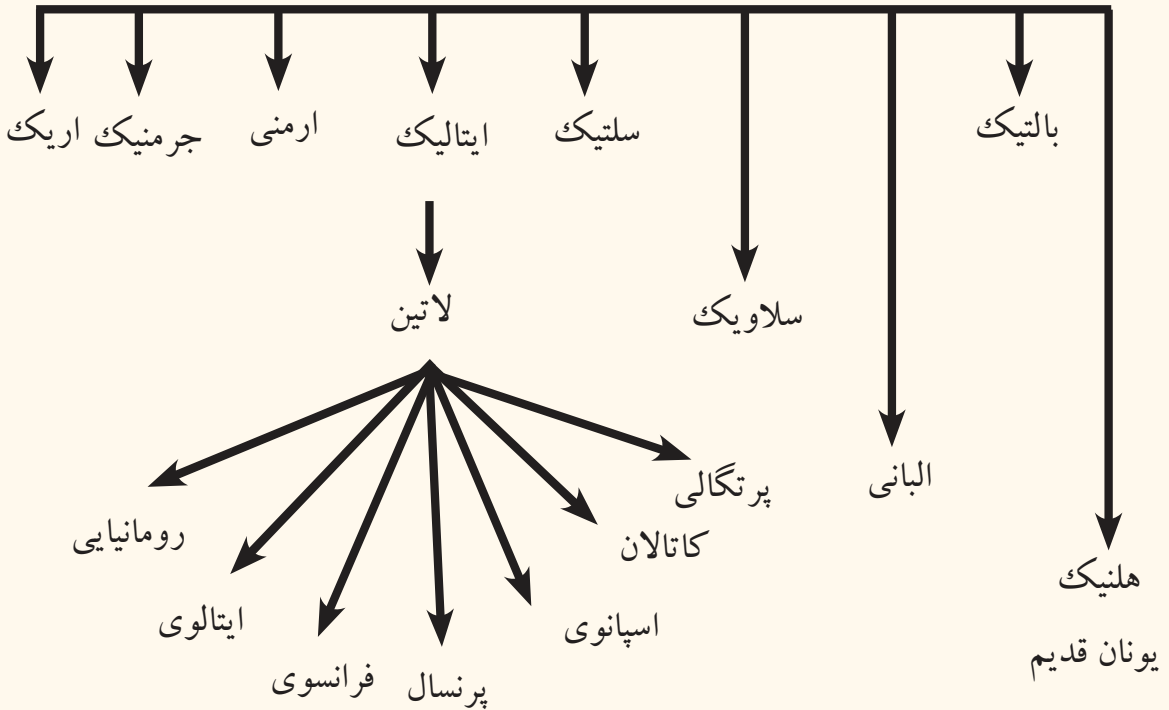 بالتیک
سلتیک
ایتالیک
ارمنی
جرمنیک
اریک
سلاویک
لاتین
البانی
پرتگالی
کاتالان
اسپانوی
پرنسال
فرانسوی
ایتالوی
رومانیایی
هلنیک
یونان قدیم